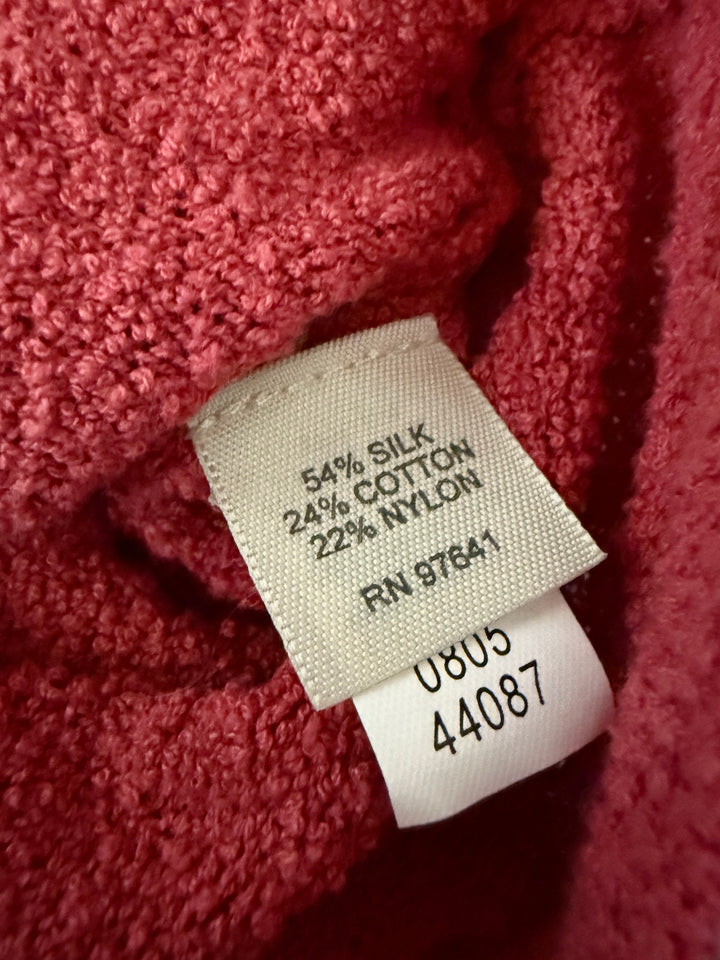 54% SILK
24% COTTON
22% NYLON
RN 97641
0805
44087